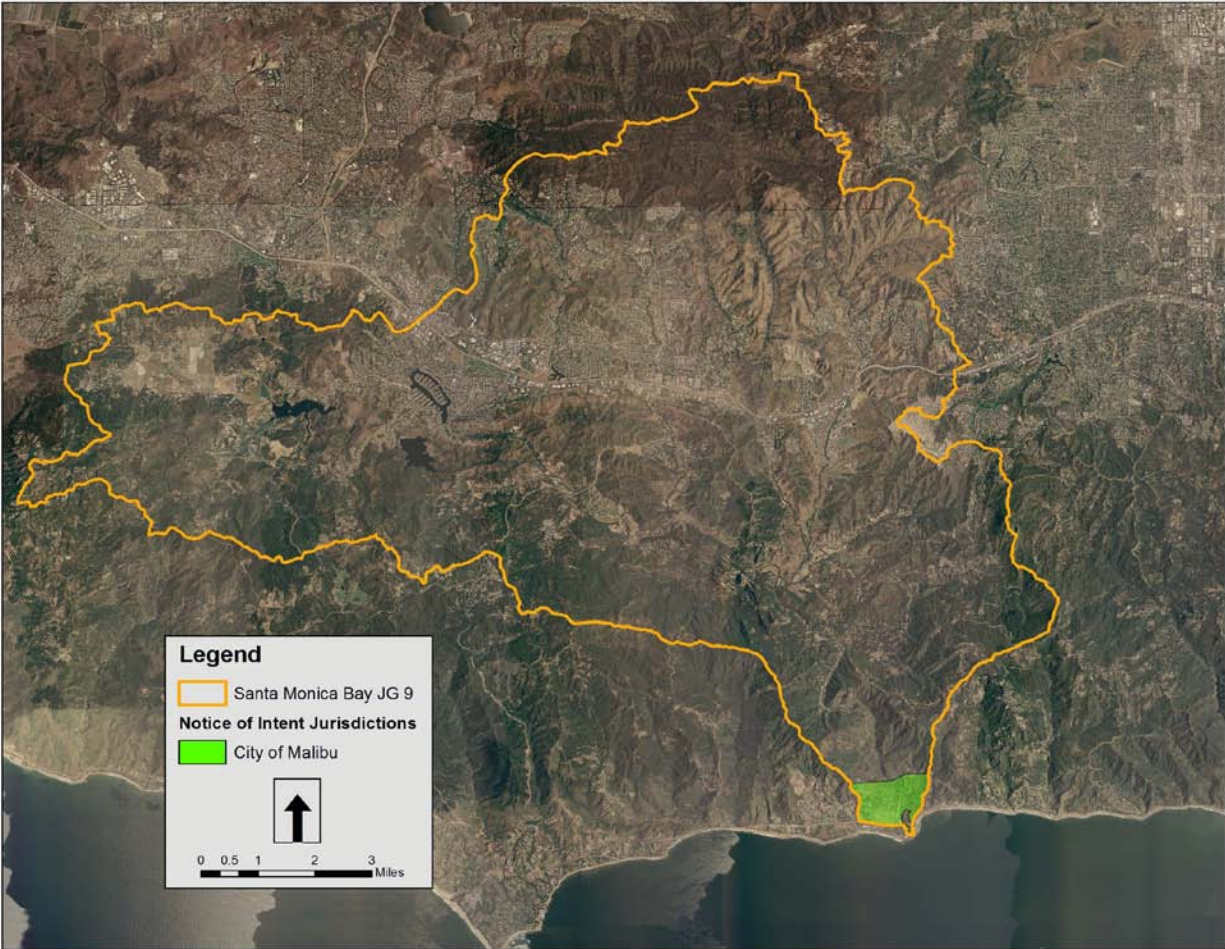 Legend
Santa Monica Bay JG 9
Notice of Intent Jurisdictions
City of Malibu
0 0.5 1 2 3
Miles